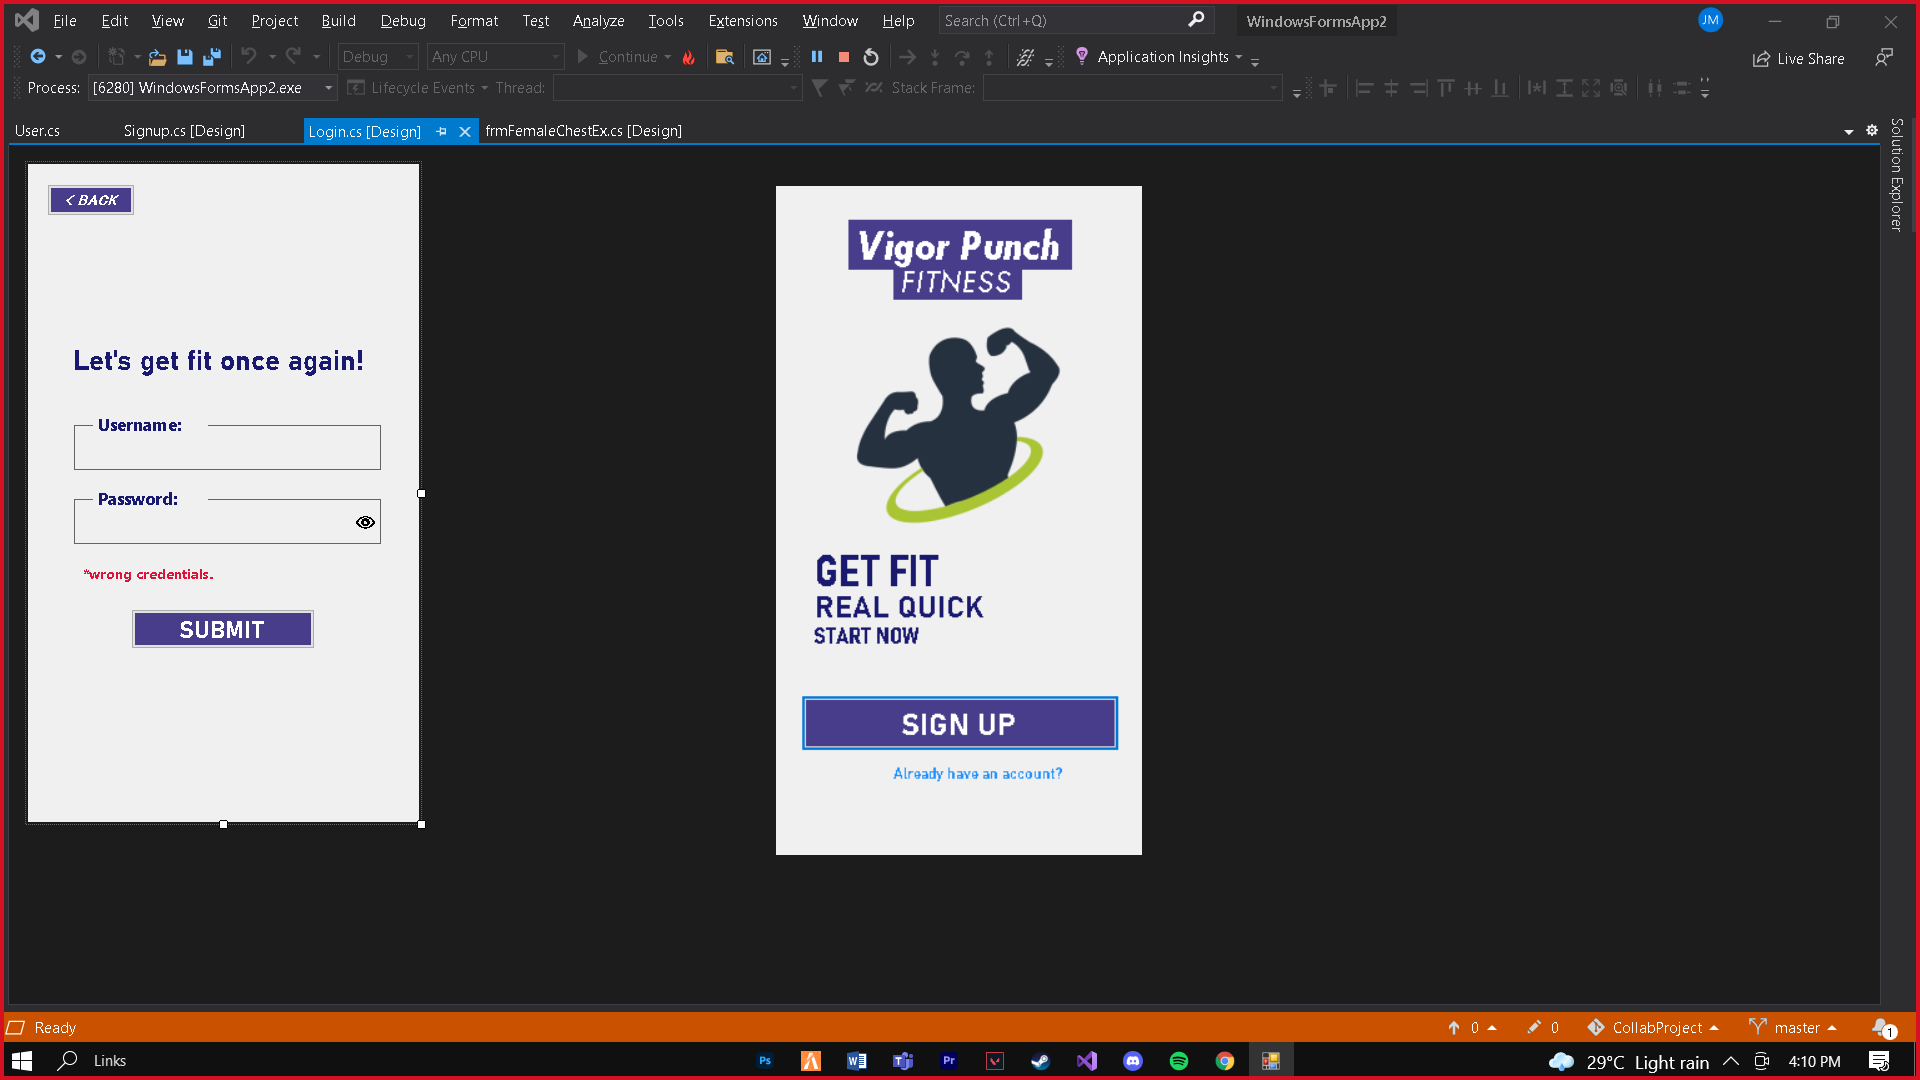 File Edit View Git Project Build Debug Format Test Analyze Tools Extensions Window Help Search (Ctrl+Q) WindowsFormsApp2 JM
Debug Any CPU Continue Application Insights Live Share
Process: [6280] WindowsFormsApp2.exe Lifecycle Events Thread: Stack Frame:
User.cs Signup.cs [Design] Login.cs [Design] frmFemaleChestEx.cs [Design]
Solution Explorer
< BACK
Let's get fit once again!
Username:
Password:
*wrong credentials.
SUBMIT
Vigor Punch
FITNESS
GET FIT
REAL QUICK
START NOW
SIGN UP
Already have an account?
Ready 0 0 CollabProject master 1
Links Ps W Pr 29°C Light rain 4:10 PM